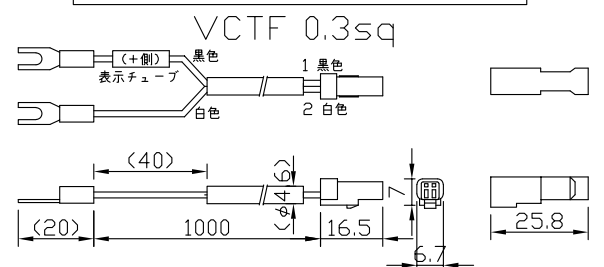 VCTF 0.3sq
(+側)
黒色
表示チューブ
白色
1 黒色
2 白色
(40)
(φ4.6)
7
(20)
1000
16.5
6.7
25.8